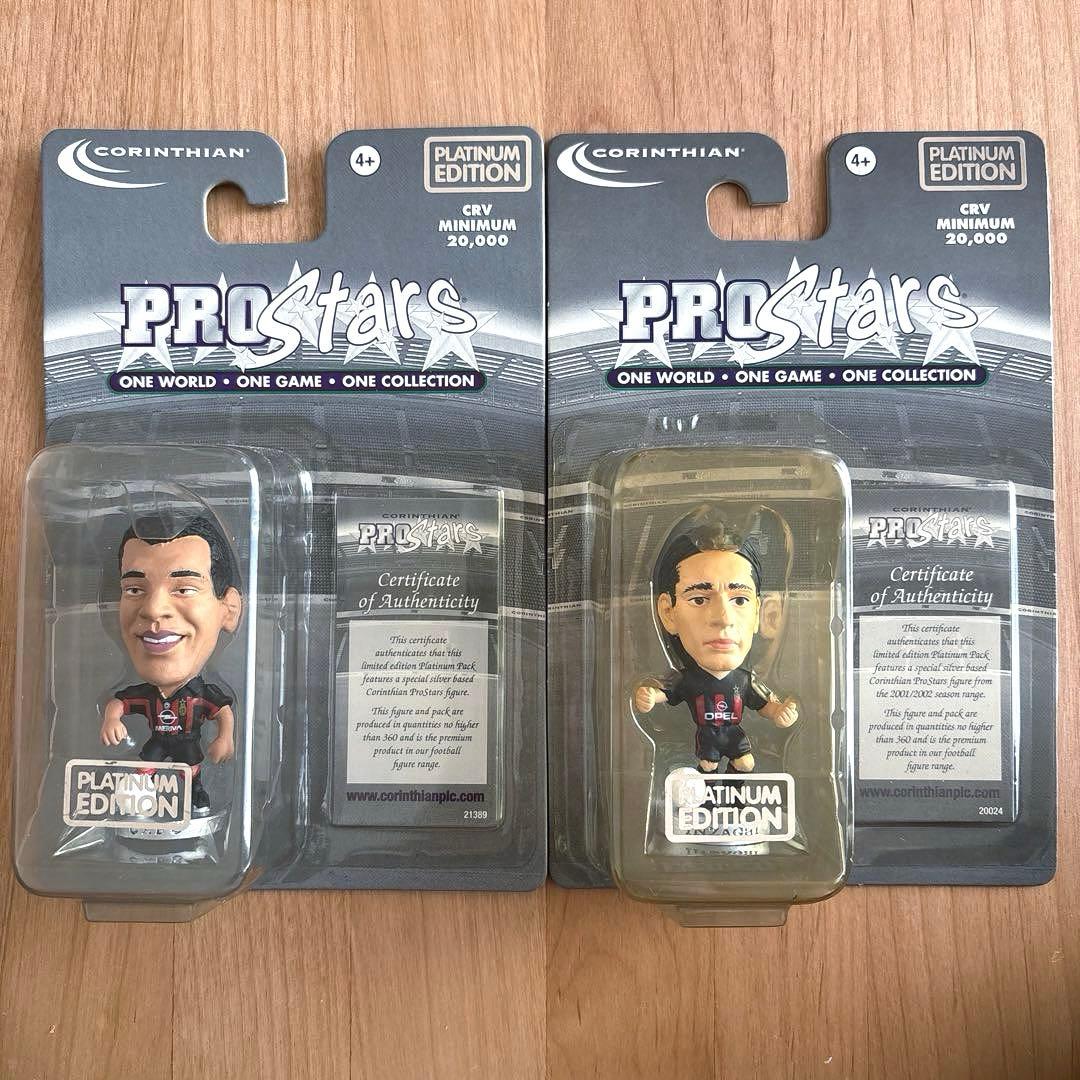 CORINTHIAN
4+
PLATINUM
EDITION
CRV
MINIMUM
20,000
PROStars
ONE WORLD • ONE GAME • ONE COLLECTION
CORINTHIAN
PROStars
Certificate
of Authenticity
This certificate
authenticates that this
limited edition Platinum Pack
features a special silver based
Corinthian ProStars figure.
This figure and pack are
produced in quantities no higher
than 360 and is the premium
product in our football
figure range.
www.corinthianplc.com
21389
MERIVA
PLATINUM
EDITION
CORINTHIAN
4+
PLATINUM
EDITION
CRV
MINIMUM
20,000
PROStars
ONE WORLD • ONE GAME • ONE COLLECTION
CORINTHIAN
PROStars
Certificate
of Authenticity
This certificate
authenticates that this
limited edition Platinum Pack
features a special silver based
Corinthian ProStars figure from
the 2001/2002 season range.
This figure and pack are
produced in quantities no higher
than 360 and is the premium
product in our football
figure range.
www.corinthianplc.com
20024
OPEL
PLATINUM
EDITION
INZAGHI